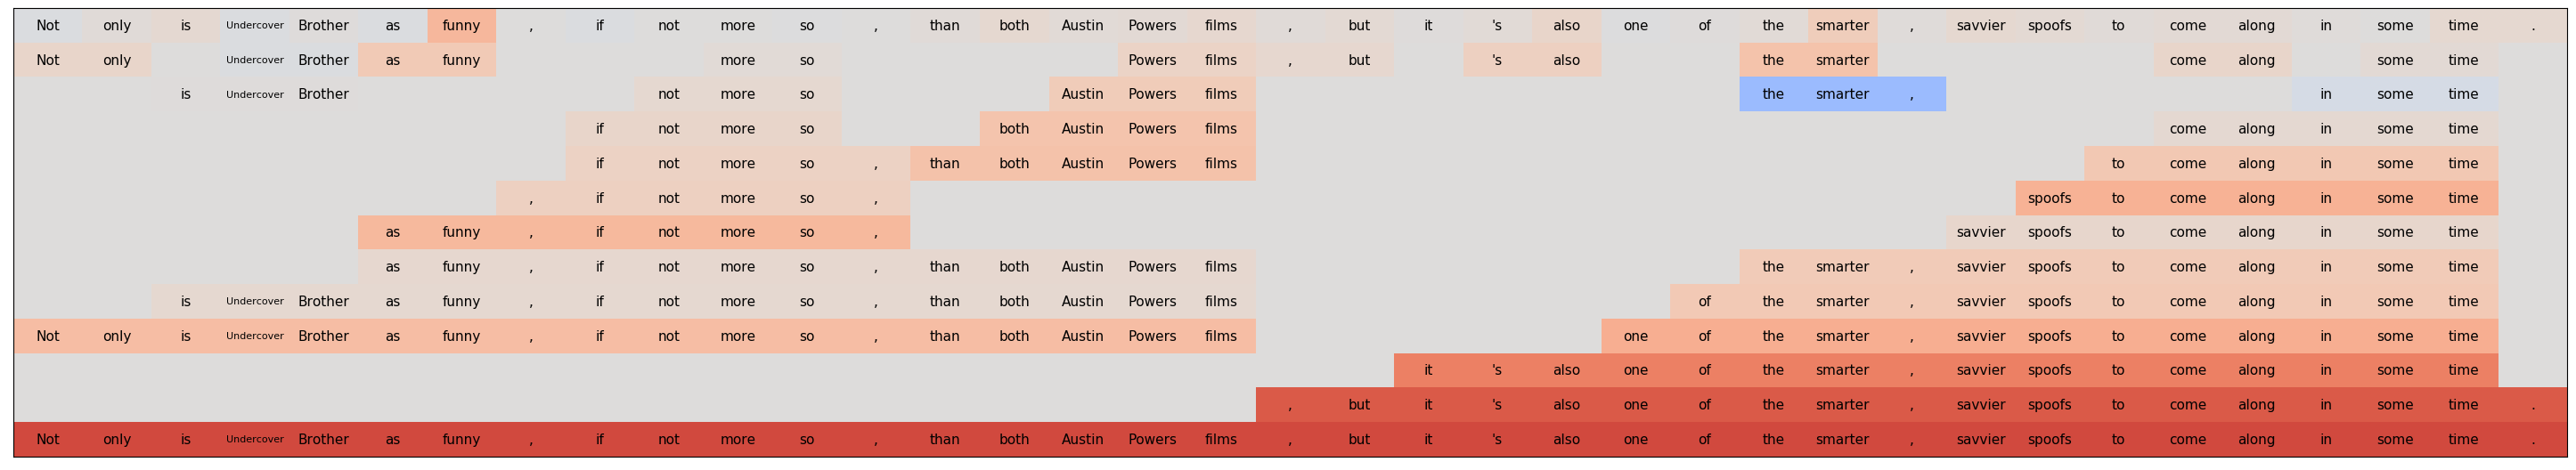 Not only is Undercover Brother as funny , if not more so , than both Austin Powers films , but it 's also one of the smarter , savvier spoofs to come along in some time .
Not only Undercover Brother as funny more so Powers films , but 's also the smarter come along some time
is Undercover Brother not more so Austin Powers films the smarter , in some time
if not more so both Austin Powers films come along in some time
if not more so , than both Austin Powers films to come along in some time
, if not more so , spoofs to come along in some time
as funny , if not more so , savvier spoofs to come along in some time
as funny , if not more so , than both Austin Powers films the smarter , savvier spoofs to come along in some time
is Undercover Brother as funny , if not more so , than both Austin Powers films of the smarter , savvier spoofs to come along in some time
Not only is Undercover Brother as funny , if not more so , than both Austin Powers films one of the smarter , savvier spoofs to come along in some time
it 's also one of the smarter , savvier spoofs to come along in some time
, but it 's also one of the smarter , savvier spoofs to come along in some time .
Not only is Undercover Brother as funny , if not more so , than both Austin Powers films , but it 's also one of the smarter , savvier spoofs to come along in some time .